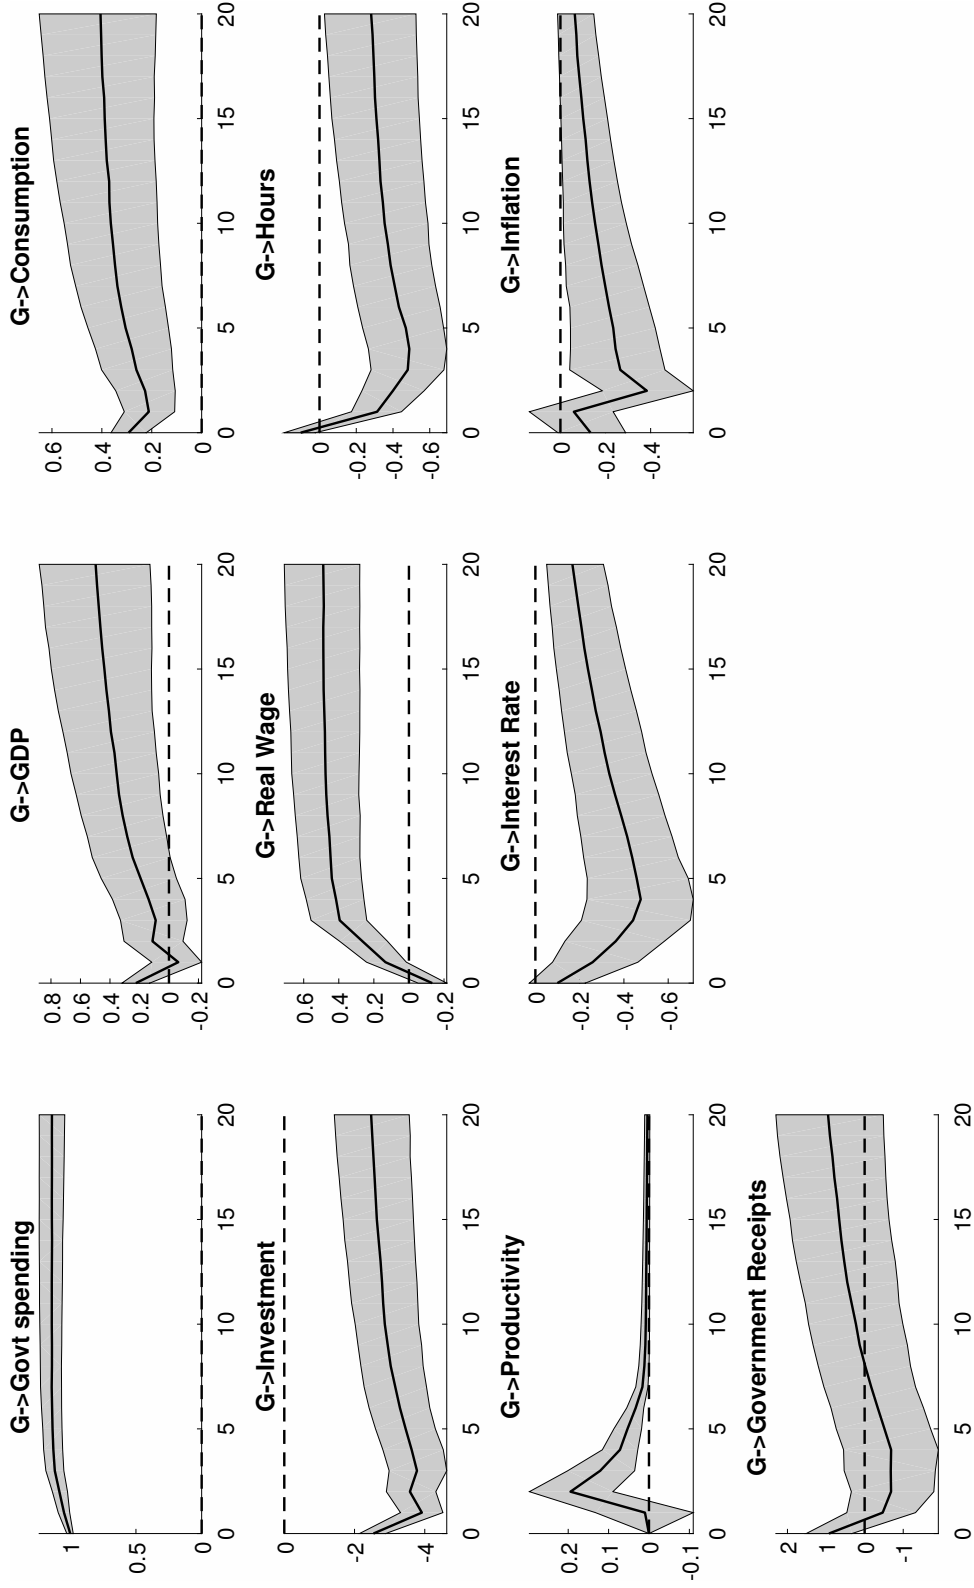 G->Govt spending
1
0.5
0
0 5 10 15 20
G->GDP
0.8
0.6
0.4
0.2
0
-0.2
0 5 10 15 20
G->Consumption
0.6
0.4
0.2
0
0 5 10 15 20
G->Investment
0
-2
-4
0 5 10 15 20
G->Real Wage
0.6
0.4
0.2
0
-0.2
0 5 10 15 20
G->Hours
0
-0.2
-0.4
-0.6
0 5 10 15 20
G->Productivity
0.2
0.1
0
-0.1
0 5 10 15 20
G->Interest Rate
0
-0.2
-0.4
-0.6
0 5 10 15 20
G->Inflation
0
-0.2
-0.4
0 5 10 15 20
G->Government Receipts
2
1
0
-1
0 5 10 15 20